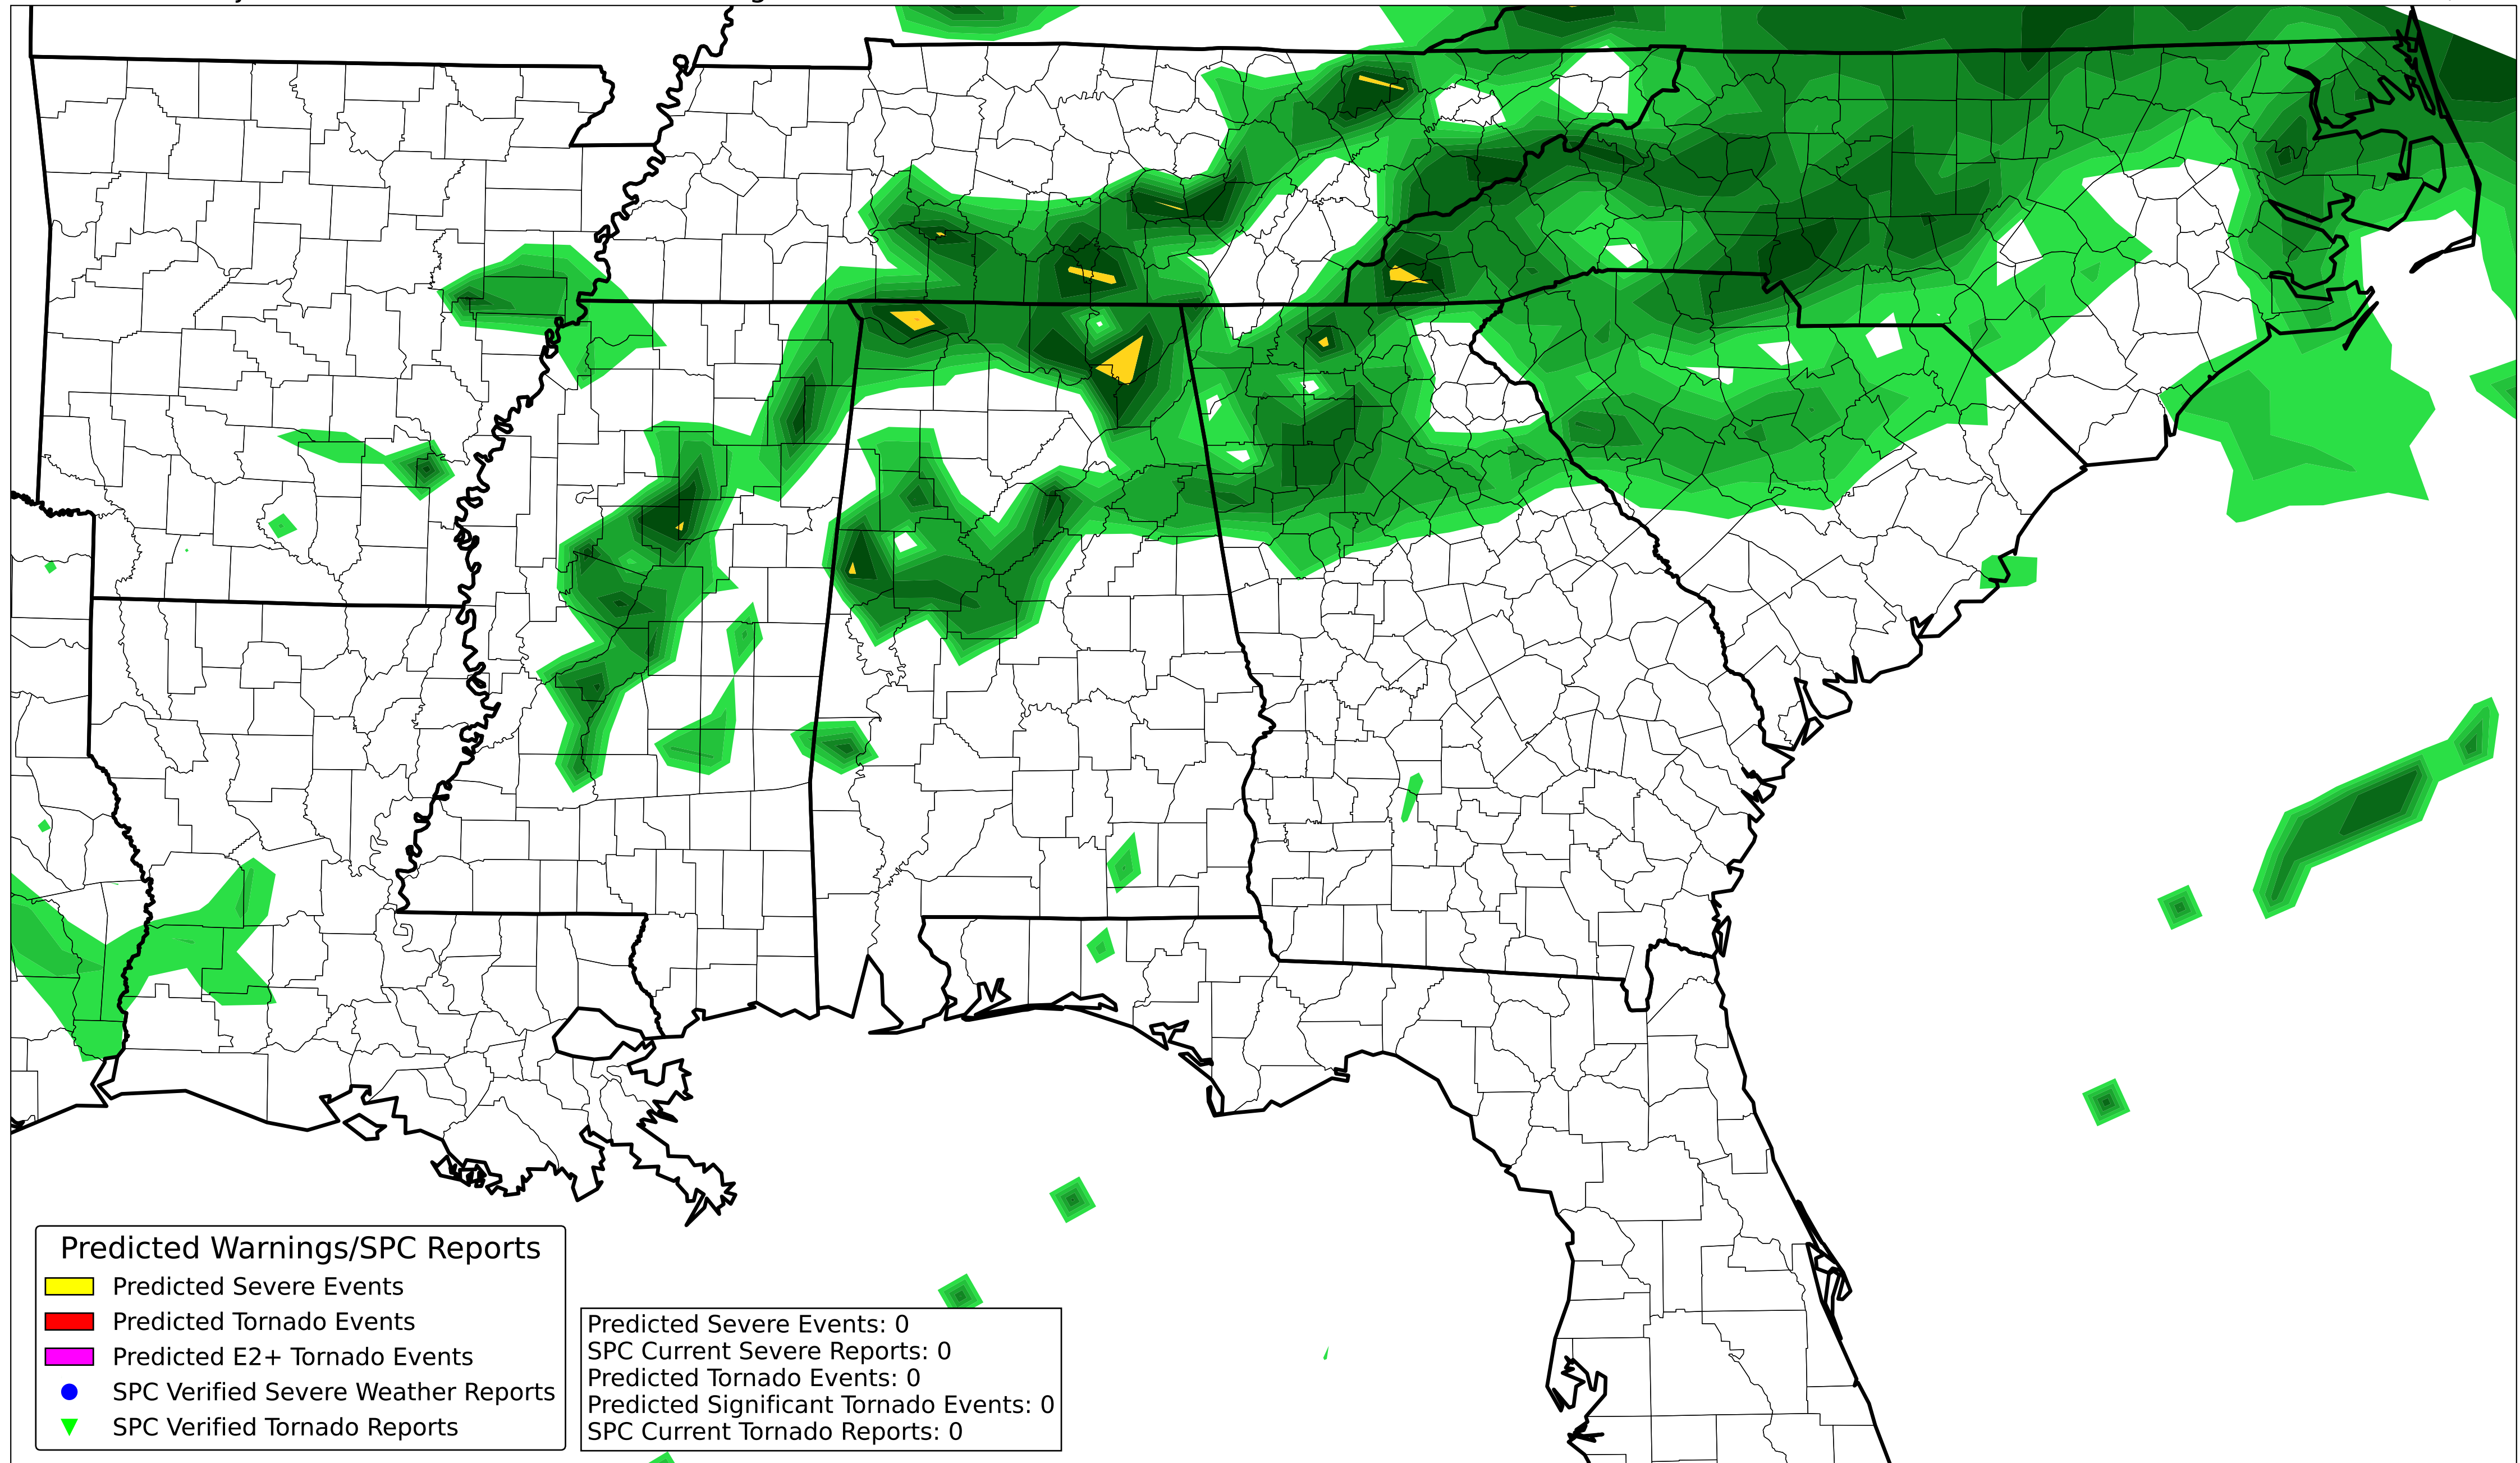 Predicted Warnings/SPC Reports
Predicted Severe Events
Predicted Tornado Events
Predicted E2+ Tornado Events
SPC Verified Severe Weather Reports
SPC Verified Tornado Reports
Predicted Severe Events: 0
SPC Current Severe Reports: 0
Predicted Tornado Events: 0
Predicted Significant Tornado Events: 0
SPC Current Tornado Reports: 0